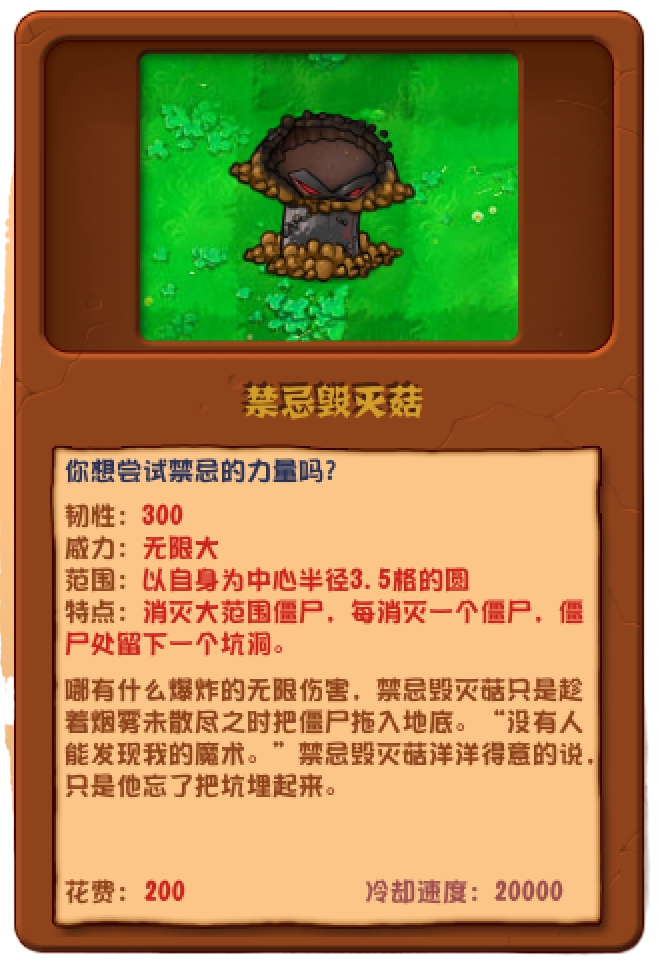 禁忌毁灭菇
你想尝试禁忌的力量吗?
韧性: 300
威力: 无限大
范围: 以自身为中心半径3.5格的圆
特点: 消灭大范围僵尸, 每消灭一个僵尸, 僵
尸处留下一个坑洞。
哪有什么爆炸的无限伤害, 禁忌毁灭菇只是趁
着烟雾未散尽之时把僵尸拖入地底。“没有人
能发现我的魔术。”禁忌毁灭菇洋洋得意的说,
只是他忘了把坑埋起来。
花费: 200 冷却速度: 20000